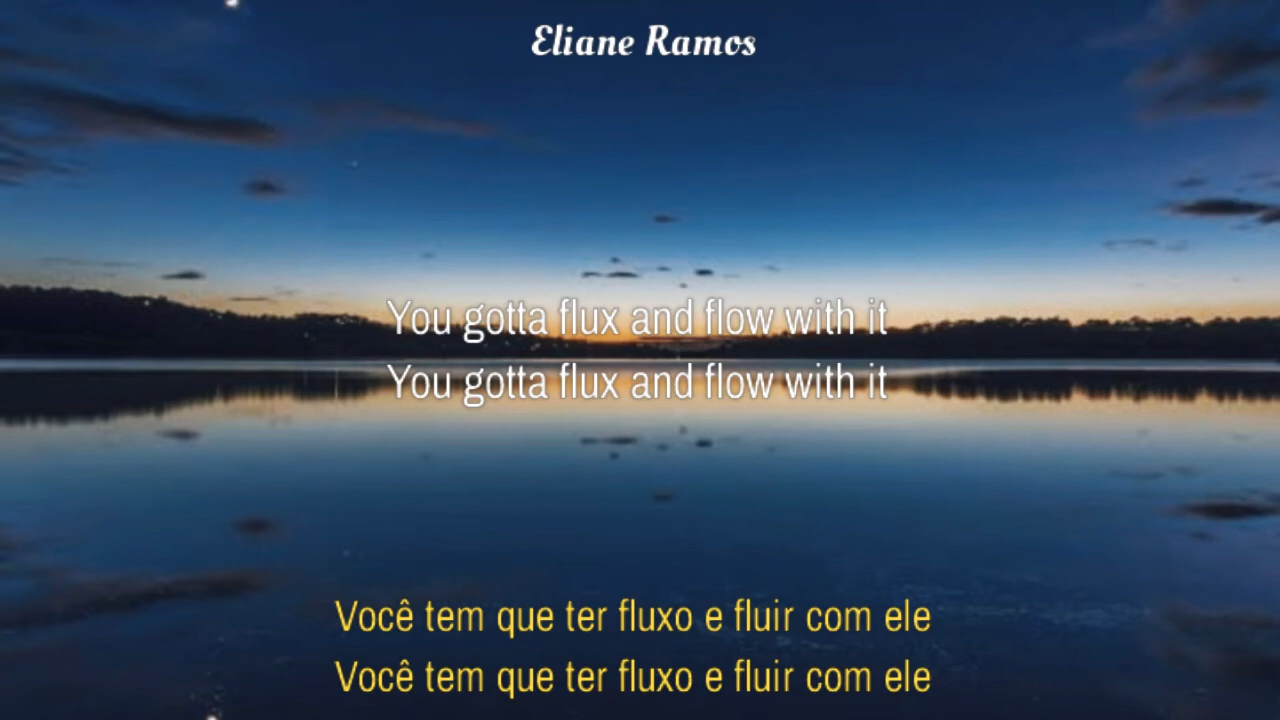 Eliane Ramos
You gotta flux and flow with it
You gotta flux and flow with it
Você tem que ter fluxo e fluir com ele
Você tem que ter fluxo e fluir com ele